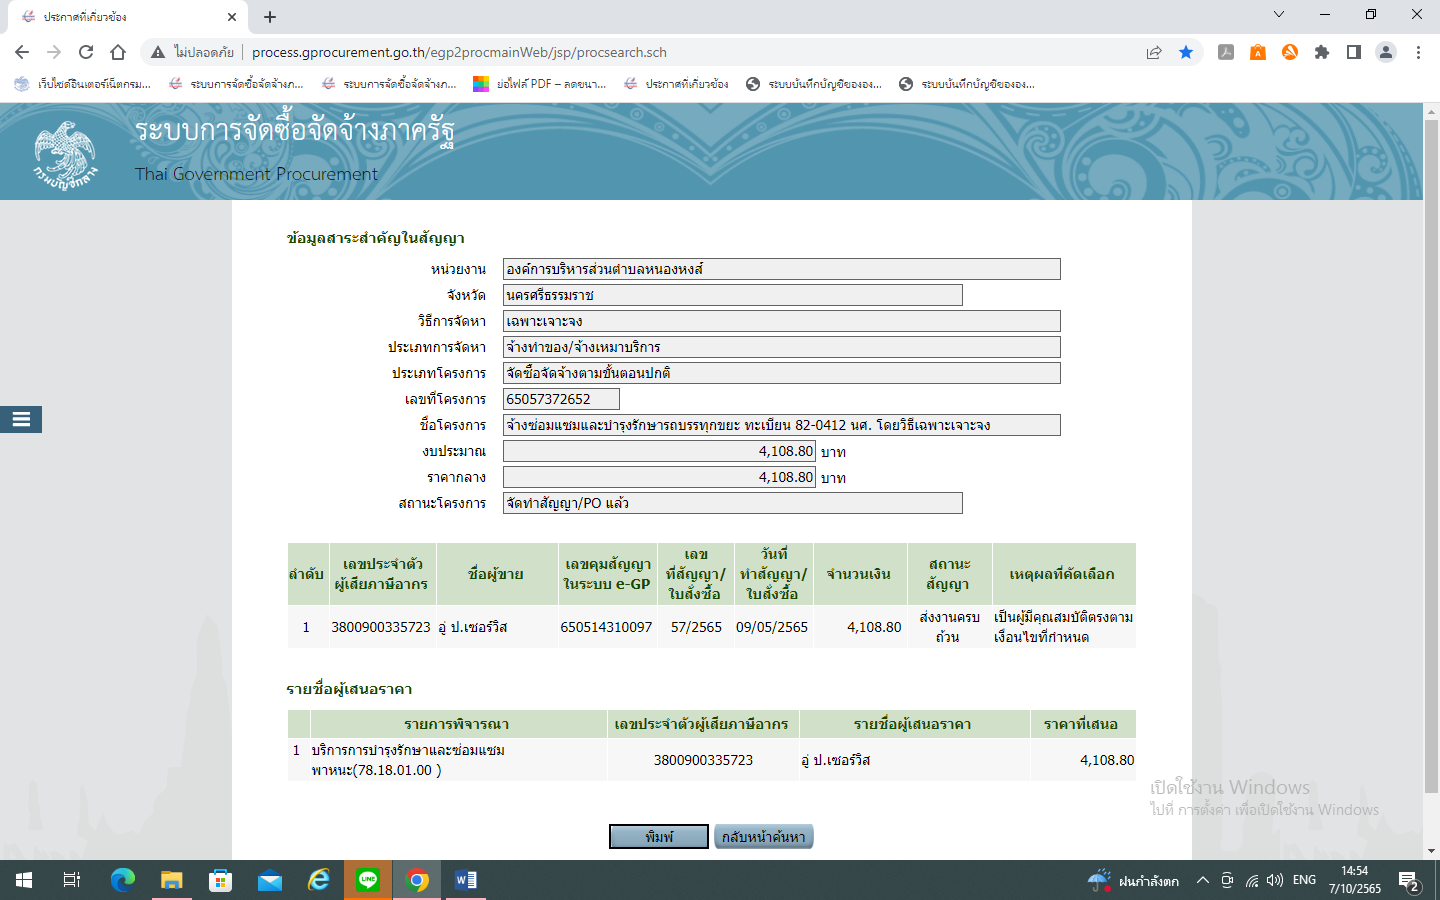 ประกาศที่เกี่ยวข้อง
ไม่ปลอดภัย | process.gprocurement.go.th/egp2procmainWeb/jsp/procsearch.sch
เว็บไซต์อินเตอร์เน็ตกรม... ระบบการจัดซื้อจัดจ้างภ... ระบบการจัดซื้อจัดจ้างภ... ย่อไฟล์ PDF – ลดขนา... ประกาศที่เกี่ยวข้อง ระบบบันทึกบัญชีขององ... ระบบบันทึกบัญชีขององ...
ระบบการจัดซื้อจัดจ้างภาครัฐ
Thai Government Procurement
กรมบัญชีกลาง
ข้อมูลสาระสำคัญในสัญญา
หน่วยงาน องค์การบริหารส่วนตำบลหนองหงส์
จังหวัด นครศรีธรรมราช
วิธีการจัดหา เฉพาะเจาะจง
ประเภทการจัดหา จ้างทำของ/จ้างเหมาบริการ
ประเภทโครงการ จัดซื้อจัดจ้างตามขั้นตอนปกติ
เลขที่โครงการ 65057372652
ชื่อโครงการ จ้างซ่อมแซมและบำรุงรักษารถบรรทุกขยะ ทะเบียน 82-0412 นศ. โดยวิธีเฉพาะเจาะจง
งบประมาณ 4,108.80 บาท
ราคากลาง 4,108.80 บาท
สถานะโครงการ จัดทำสัญญา/PO แล้ว
ลำดับ เลขประจำตัวผู้เสียภาษีอากร ชื่อผู้ขาย เลขคุมสัญญาในระบบ e-GP เลขที่สัญญา/ใบสั่งซื้อ วันที่ทำสัญญา/ใบสั่งซื้อ จำนวนเงิน สถานะสัญญา เหตุผลที่คัดเลือก
1 3800900335723 อู่ ป.เซอร์วิส 650514310097 57/2565 09/05/2565 4,108.80 ส่งงานครบถ้วน เป็นผู้มีคุณสมบัติตรงตามเงื่อนไขที่กำหนด
รายชื่อผู้เสนอราคา
รายการพิจารณา เลขประจำตัวผู้เสียภาษีอากร รายชื่อผู้เสนอราคา ราคาที่เสนอ
1 บริการการบำรุงรักษาและซ่อมแซมพาหนะ(78.18.01.00 ) 3800900335723 อู่ ป.เซอร์วิส 4,108.80
เปิดใช้งาน Windows
ไปที่ การตั้งค่า เพื่อเปิดใช้งาน Windows
พิมพ์ กลับหน้าค้นหา
LINE ฝนกำลังตก ENG 14:54
7/10/2565 2